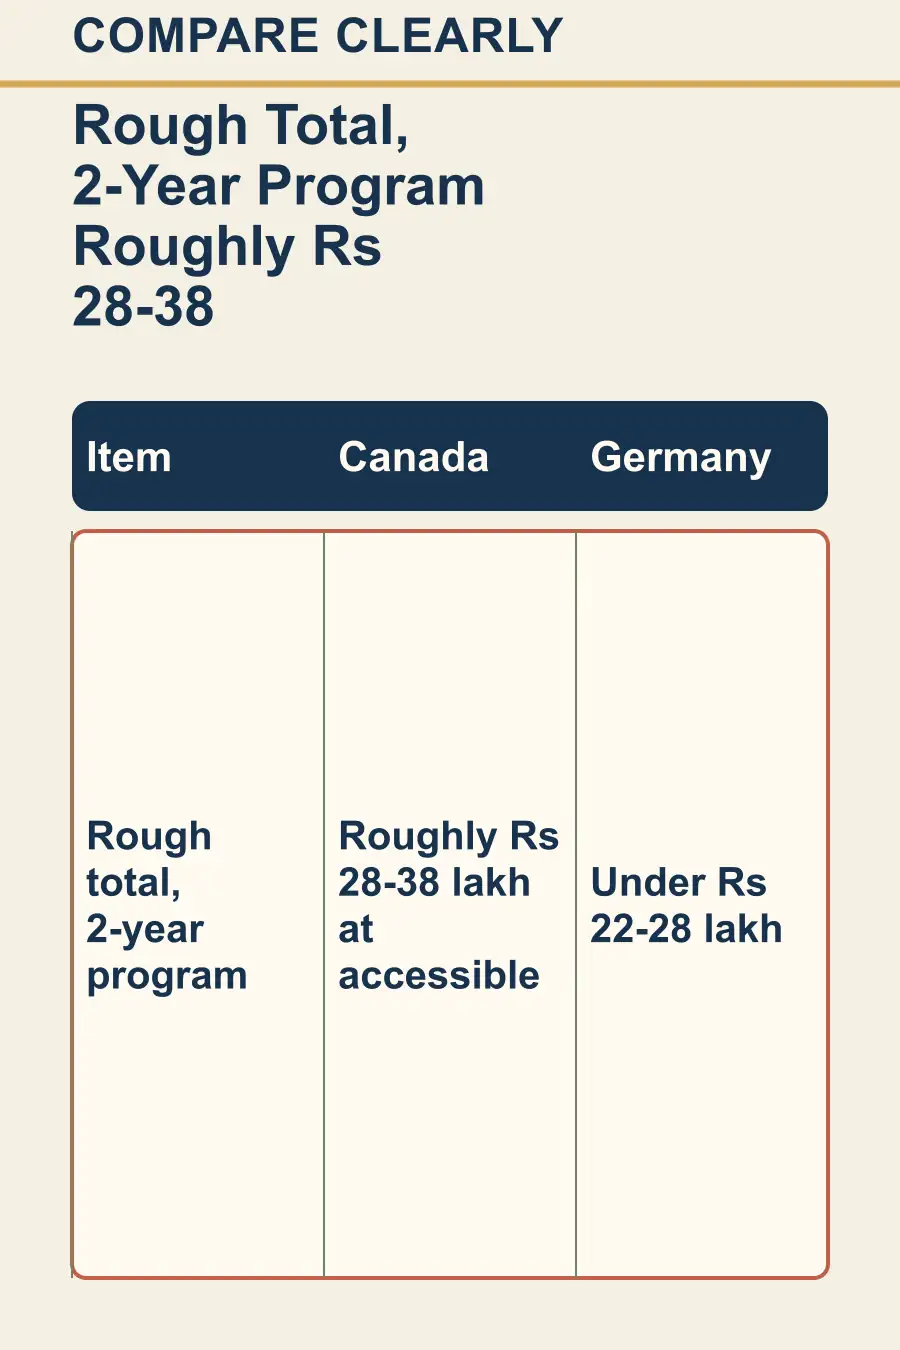 COMPARE CLEARLY
Rough Total,
2-Year Program
Roughly Rs
28-38
Item Canada Germany
Rough
total,
2-year
program
Roughly Rs
28-38 lakh
at
accessible
Under Rs
22-28 lakh